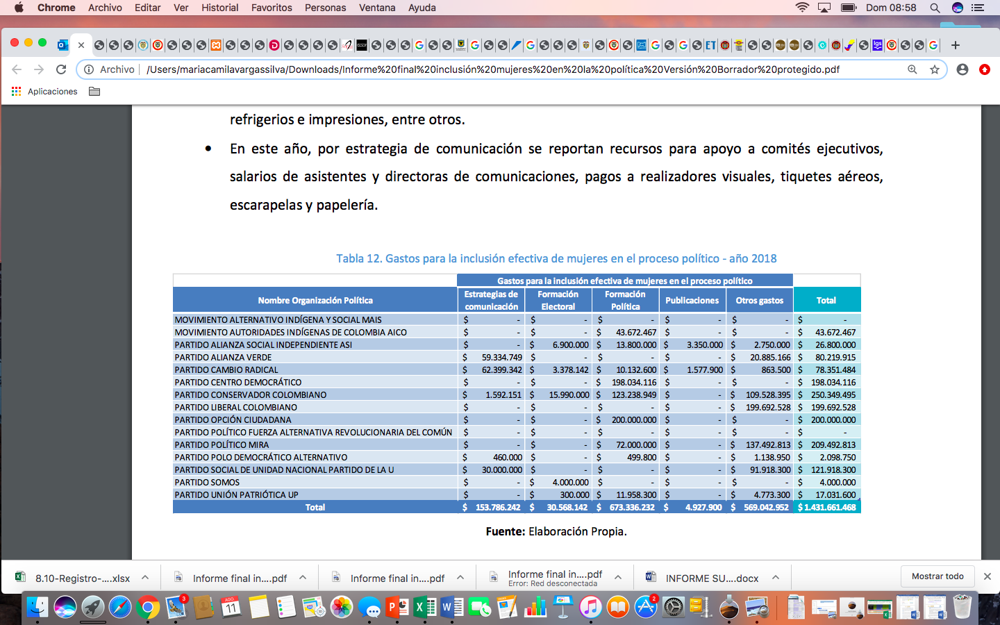 Chrome Archivo Editar Ver Historial Favoritos Personas Ventana Ayuda Dom 08:58
Archivo /Users/mariacamilavargassilva/Downloads/Informe%20final%20inclusión%20mujeres%20en%20la%20política%20Versión%20Borrador%20protegido.pdf
Aplicaciones
refrigerios e impresiones, entre otros.
• En este año, por estrategia de comunicación se reportan recursos para apoyo a comités ejecutivos,
salarios de asistentes y directoras de comunicaciones, pagos a realizadores visuales, tiquetes aéreos,
escarapelas y papelería.
Tabla 12. Gastos para la inclusión efectiva de mujeres en el proceso político - año 2018
Gastos para la inclusión efectiva de mujeres en el proceso político
Nombre Organización Política Estrategias de comunicación Formación Electoral Formación Política Publicaciones Otros gastos Total
MOVIMIENTO ALTERNATIVO INDÍGENA Y SOCIAL MAIS $ - $ - $ - $ - $ - $ -
MOVIMIENTO AUTORIDADES INDÍGENAS DE COLOMBIA AICO $ - $ - $ 43.672.467 $ - $ - $ 43.672.467
PARTIDO ALIANZA SOCIAL INDEPENDIENTE ASI $ - $ 6.900.000 $ 13.800.000 $ 3.350.000 $ 2.750.000 $ 26.800.000
PARTIDO ALIANZA VERDE $ 59.334.749 $ - $ - $ - $ 20.885.166 $ 80.219.915
PARTIDO CAMBIO RADICAL $ 62.399.342 $ 3.378.142 $ 10.132.600 $ 1.577.900 $ 863.500 $ 78.351.484
PARTIDO CENTRO DEMOCRÁTICO $ - $ - $ 198.034.116 $ - $ - $ 198.034.116
PARTIDO CONSERVADOR COLOMBIANO $ 1.592.151 $ 15.990.000 $ 123.238.949 $ - $ 109.528.395 $ 250.349.495
PARTIDO LIBERAL COLOMBIANO $ - $ - $ - $ - $ 199.692.528 $ 199.692.528
PARTIDO OPCIÓN CIUDADANA $ - $ - $ 200.000.000 $ - $ - $ 200.000.000
PARTIDO POLÍTICO FUERZA ALTERNATIVA REVOLUCIONARIA DEL COMÚN $ - $ - $ - $ - $ - $ -
PARTIDO POLÍTICO MIRA $ - $ - $ 72.000.000 $ - $ 137.492.813 $ 209.492.813
PARTIDO POLO DEMOCRÁTICO ALTERNATIVO $ 460.000 $ - $ 499.800 $ - $ 1.138.950 $ 2.098.750
PARTIDO SOCIAL DE UNIDAD NACIONAL PARTIDO DE LA U $ 30.000.000 $ - $ - $ - $ 91.918.300 $ 121.918.300
PARTIDO SOMOS $ - $ 4.000.000 $ - $ - $ - $ 4.000.000
PARTIDO UNIÓN PATRIÓTICA UP $ - $ 300.000 $ 11.958.300 $ - $ 4.773.300 $ 17.031.600
Total $ 153.786.242 $ 30.568.142 $ 673.336.232 $ 4.927.900 $ 569.042.952 $ 1.431.661.468
Fuente: Elaboración Propia.
8.10-Registro-....xlsx Informe final in....pdf Informe final in....pdf Informe final in....pdf INFORME SU....docx Mostrar todo
Error: Red desconectada
3 AGO 11 2